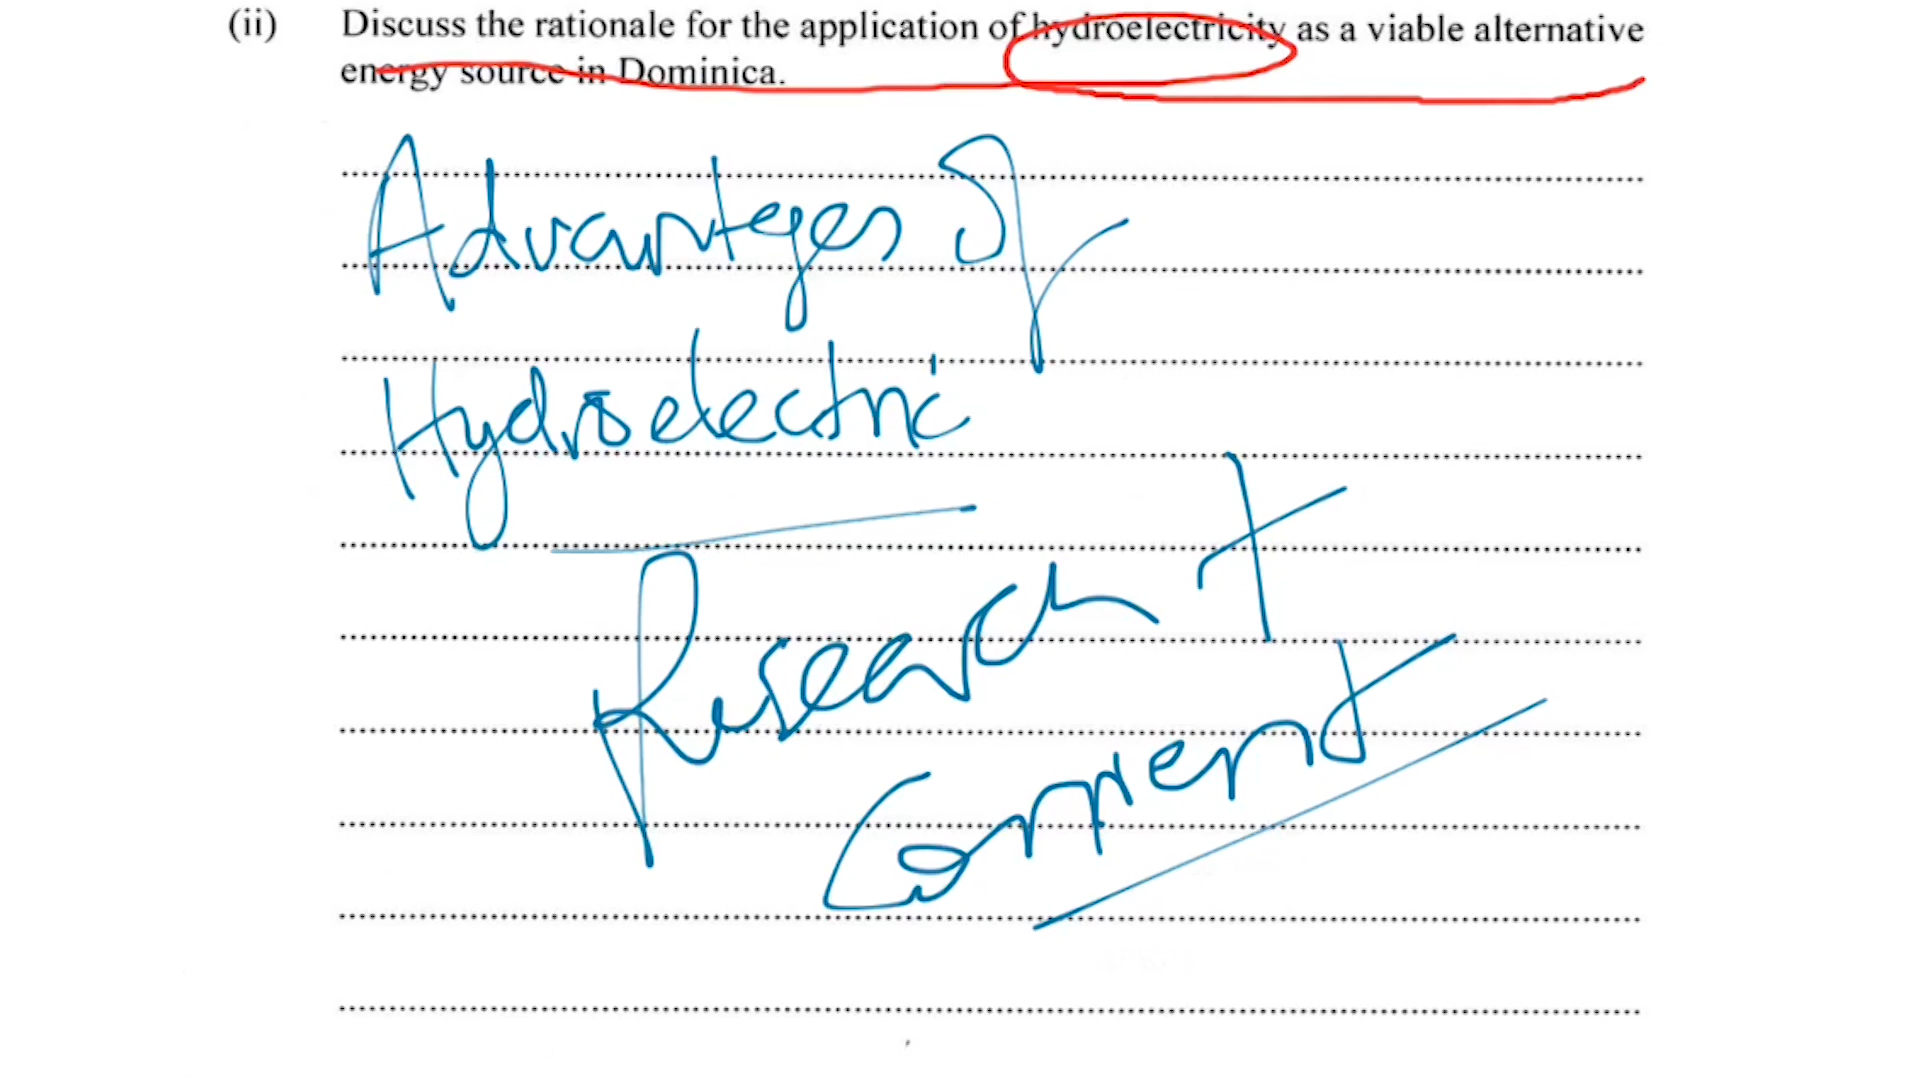 (ii) Discuss the rationale for the application of hydroelectricity as a viable alternative
energy source in Dominica.
Advanteges of
Hydroelectric
Research +
Comment